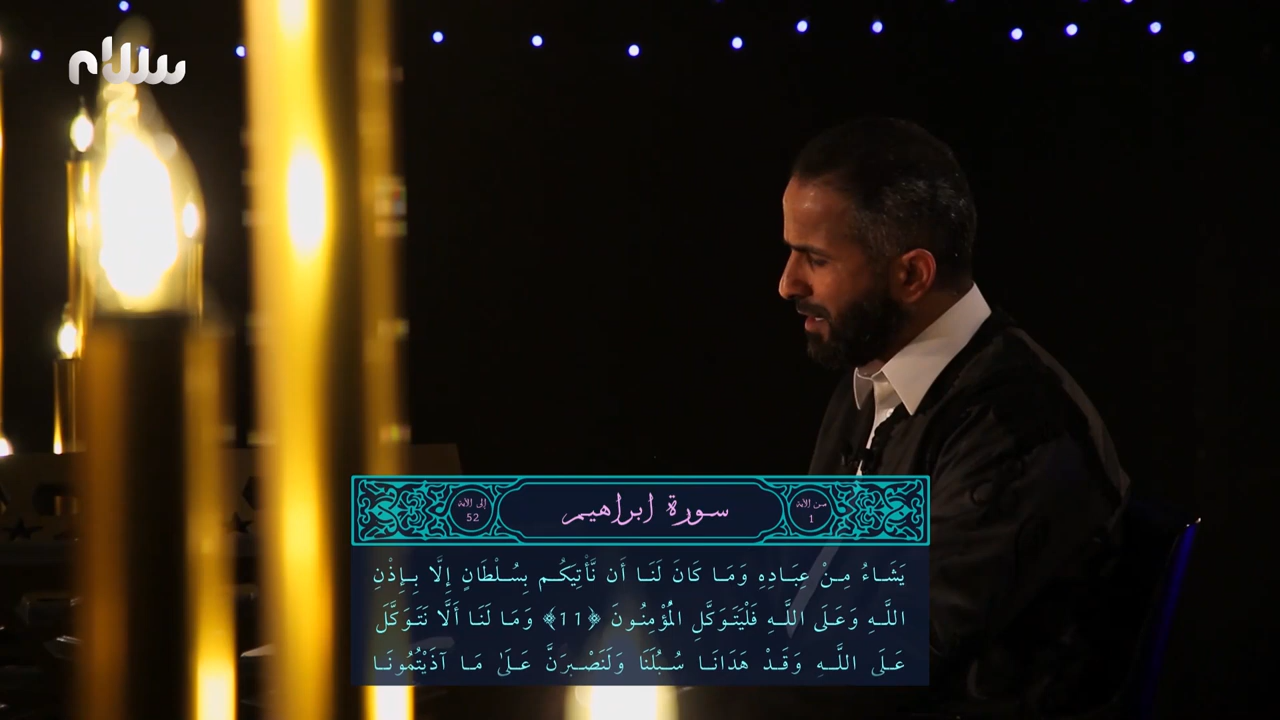 سلام
سورة ابراهيم
من الآية
1
إلى الآية
52
يَشَاءُ مِنْ عِبَادِهِ وَمَا كَانَ لَنَا أَن نَّأْتِيَكُم بِسُلْطَانٍ إِلَّا بِإِذْنِ
اللَّهِ وَعَلَى اللَّهِ فَلْيَتَوَكَّلِ الْمُؤْمِنُونَ ﴿11﴾ وَمَا لَنَا أَلَّا نَتَوَكَّلَ
عَلَى اللَّهِ وَقَدْ هَدَانَا سُبُلَنَا وَلَنَصْبِرَنَّ عَلَىٰ مَا آذَيْتُمُونَا